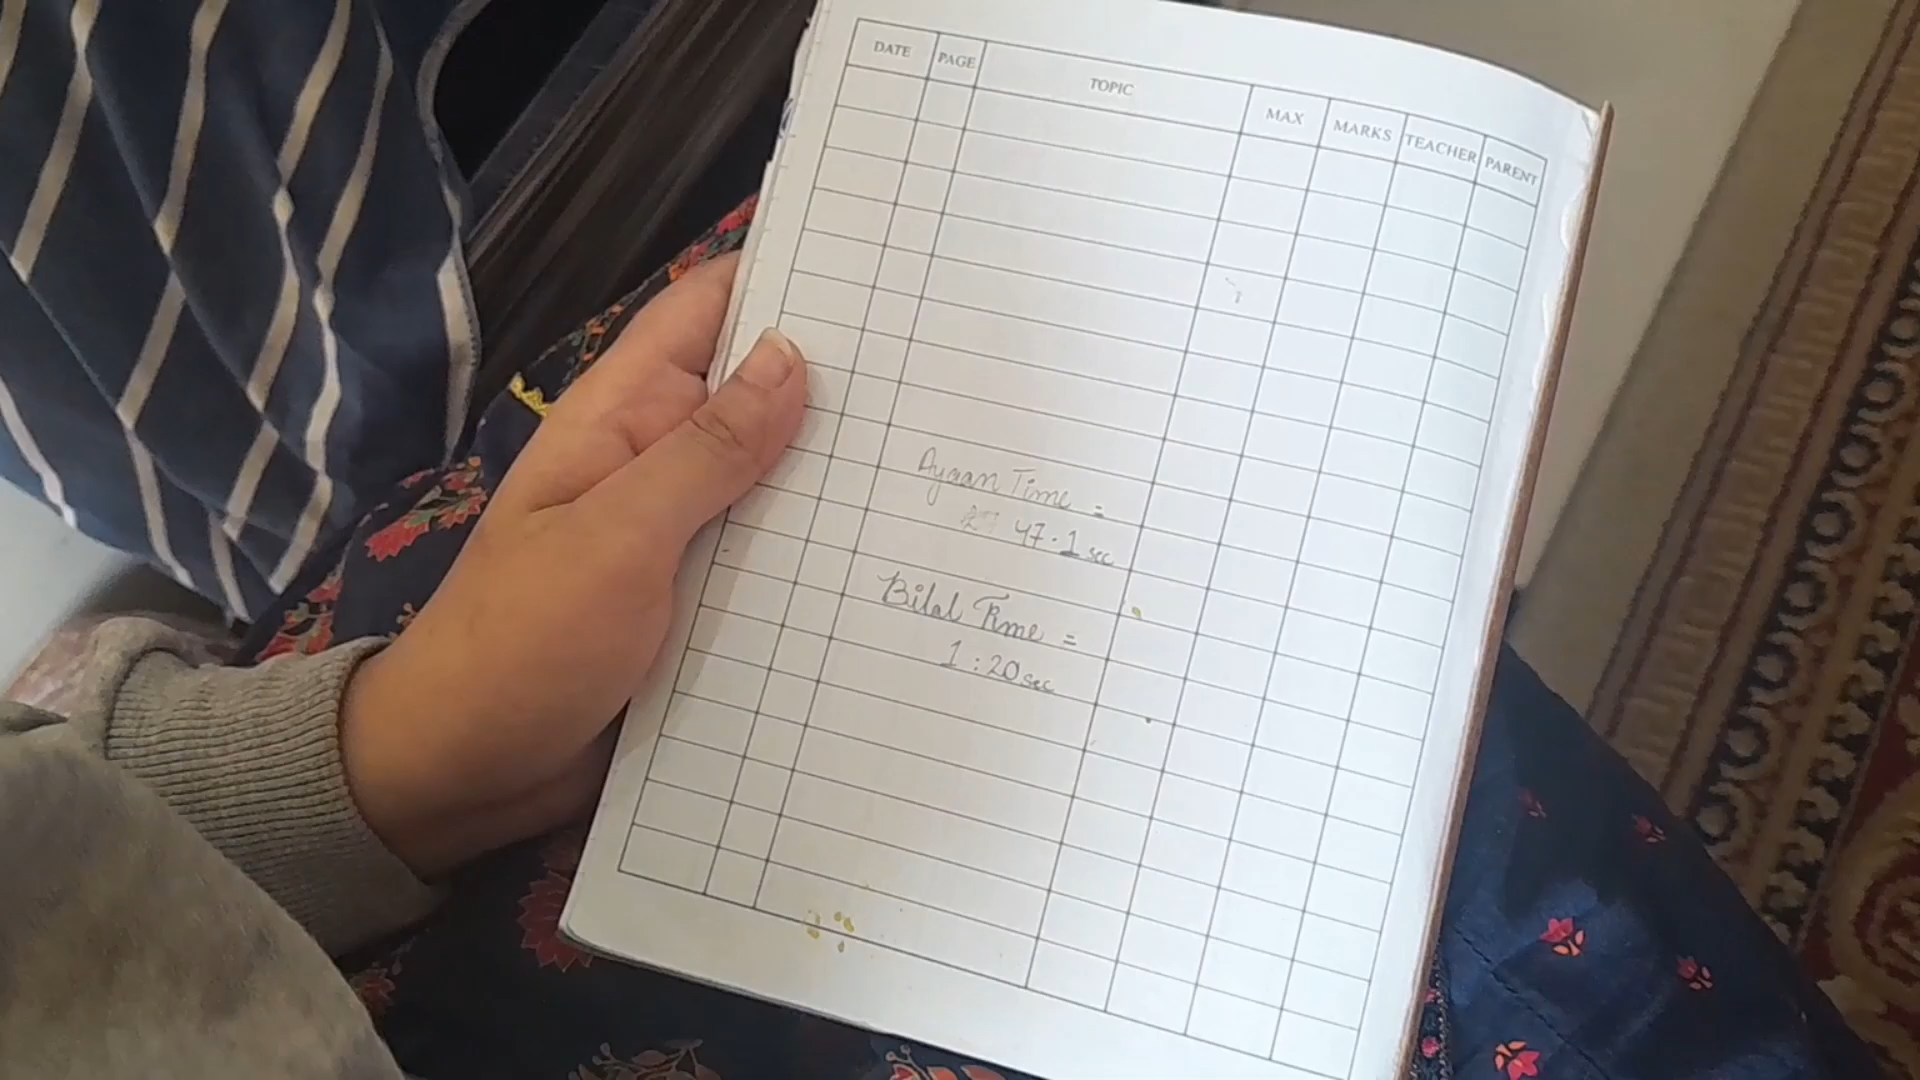 DATE PAGE TOPIC MAX MARKS TEACHER PARENT
Ayaan Time =
47.1 sec
Bilal Time =
1:20 sec